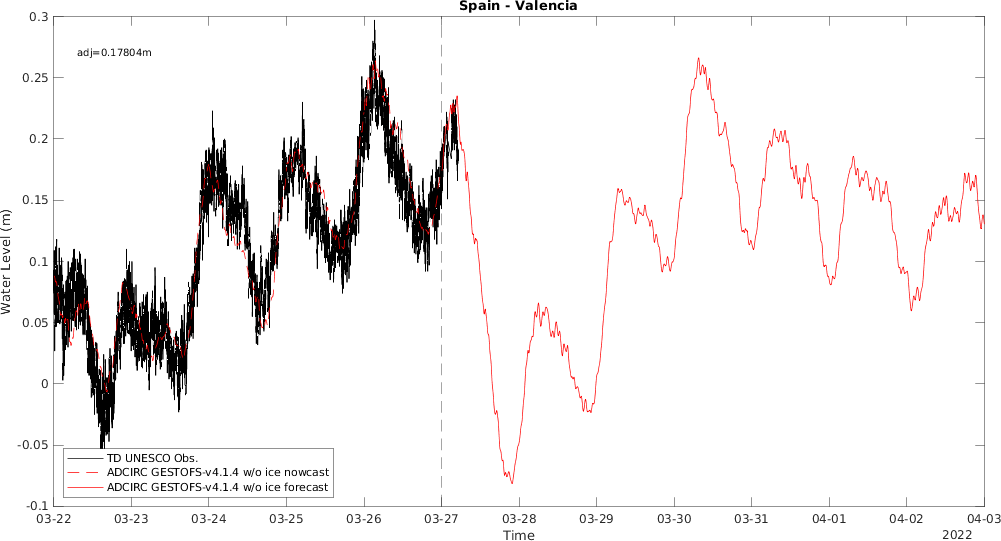 Spain - Valencia
adj=0.17804m
Water Level (m)
0.3
0.25
0.2
0.15
0.1
0.05
0
-0.05
-0.1
TD UNESCO Obs.
ADCIRC GESTOFS-v4.1.4 w/o ice nowcast
ADCIRC GESTOFS-v4.1.4 w/o ice forecast
03-22 03-23 03-24 03-25 03-26 03-27 03-28 03-29 03-30 03-31 04-01 04-02 04-03
Time
2022